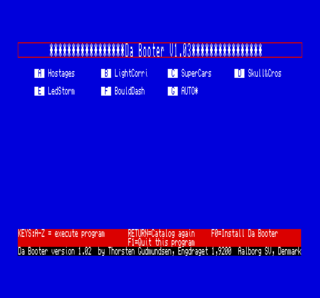 *****************Da Booter V1.03****************
A Hostages B LightCorri C SuperCars D Skull&Cros
E LedStorm F BouldDash G AUTO*
KEYS:A-Z = execute program RETURN=Catalog again F0=Install Da Booter
F1=Quit this program
Da Booter version 1.02 by Thorsten Gudmundsen, Engdraget 1,9200 Aalborg SV, Denmark